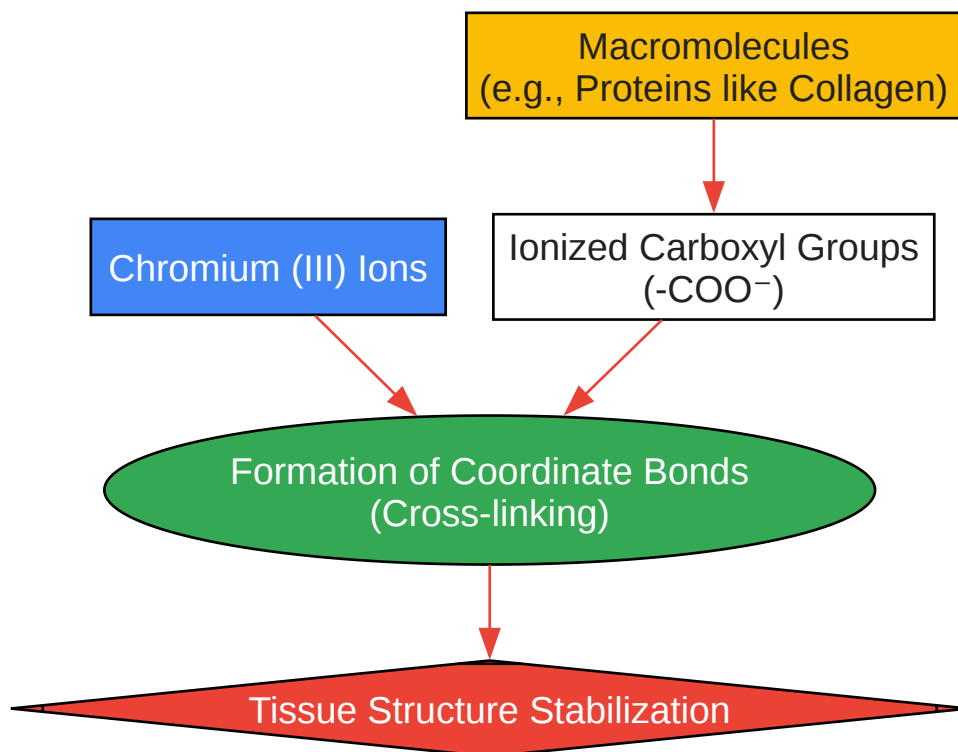 Macromolecules
(e.g., Proteins like Collagen)
Chromium (III) Ions
Ionized Carboxyl Groups
(-COO⁻)
Formation of Coordinate Bonds
(Cross-linking)
Tissue Structure Stabilization